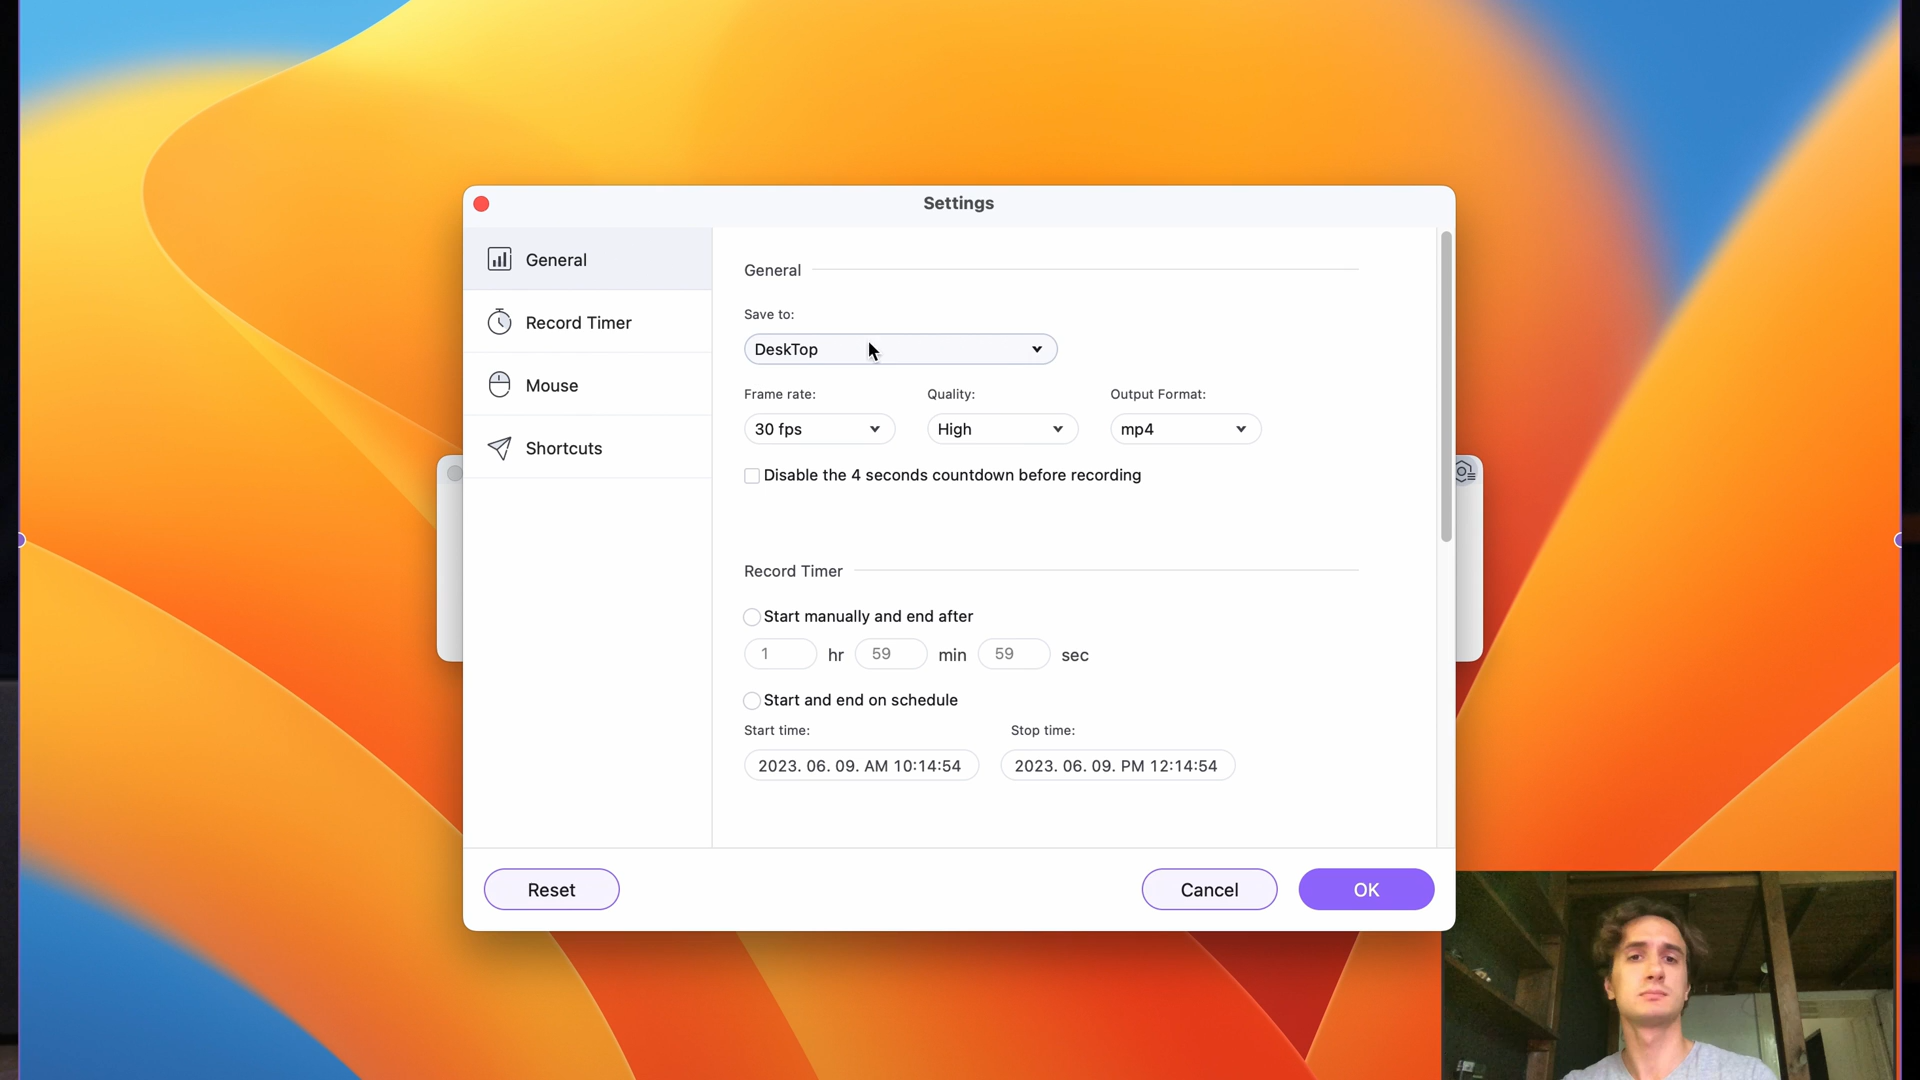 Settings
General
Record Timer
Mouse
Shortcuts
General
Save to:
DeskTop
Frame rate: Quality: Output Format:
30 fps High mp4
Disable the 4 seconds countdown before recording
Record Timer
Start manually and end after
1 hr 59 min 59 sec
Start and end on schedule
Start time: Stop time:
2023. 06. 09. AM 10:14:54 2023. 06. 09. PM 12:14:54
Reset Cancel OK